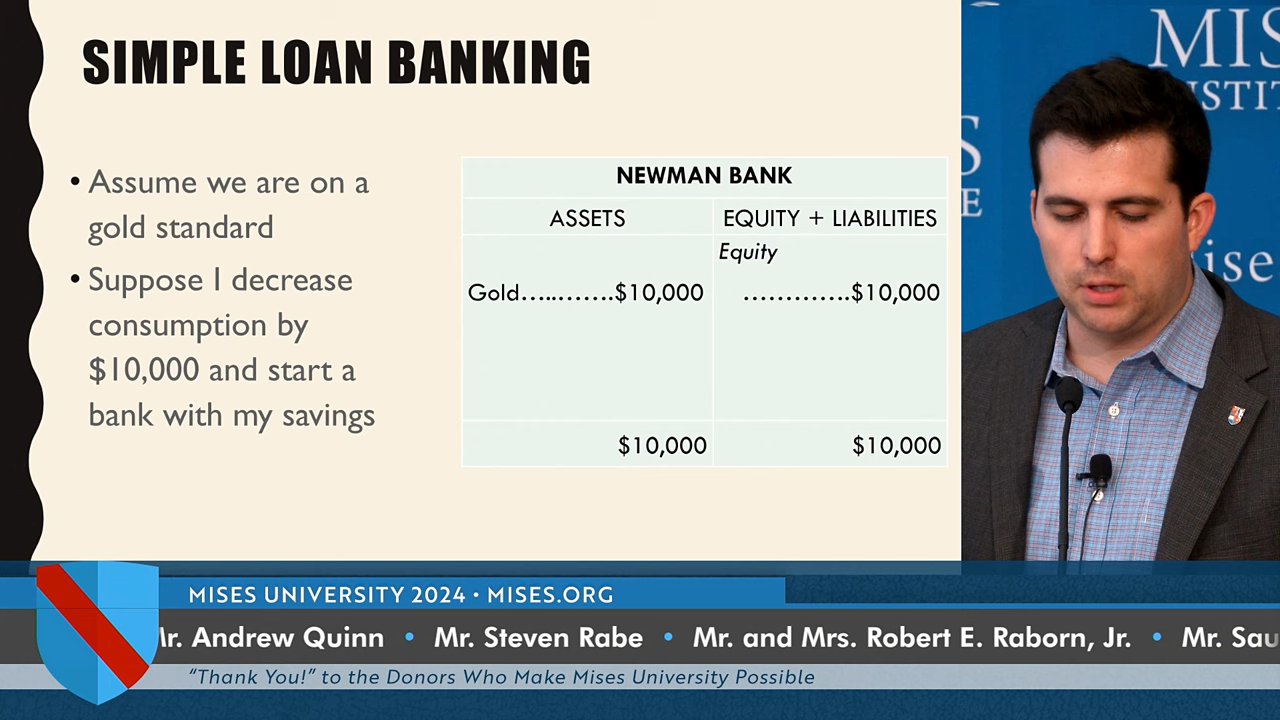 SIMPLE LOAN BANKING
• Assume we are on a
gold standard
• Suppose I decrease
consumption by
$10,000 and start a
bank with my savings
NEWMAN BANK
ASSETS
EQUITY + LIABILITIES
Equity
Gold.............$10,000
.............$10,000
$10,000
$10,000
MIS
STIT
S
E
ises
MISES UNIVERSITY 2024 • MISES.ORG
Mr. Andrew Quinn • Mr. Steven Rabe • Mr. and Mrs. Robert E. Raborn, Jr. • Mr. Sau
“Thank You!” to the Donors Who Make Mises University Possible